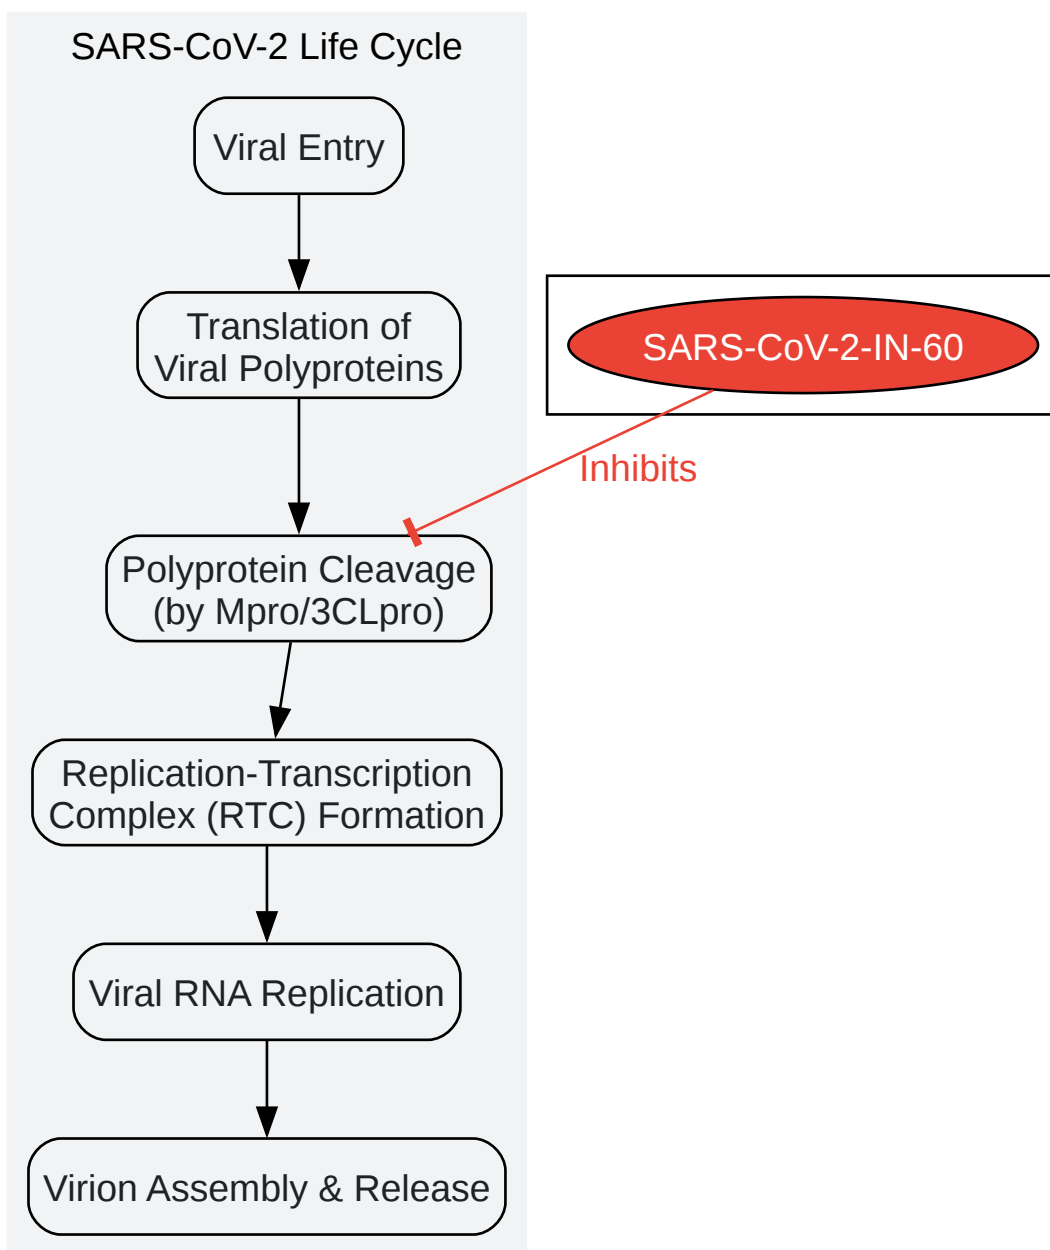 SARS-CoV-2 Life Cycle
Viral Entry
Translation of
Viral Polyproteins
SARS-CoV-2-IN-60
Inhibits
Polyprotein Cleavage
(by Mpro/3CLpro)
Replication-Transcription
Complex (RTC) Formation
Viral RNA Replication
Virion Assembly & Release